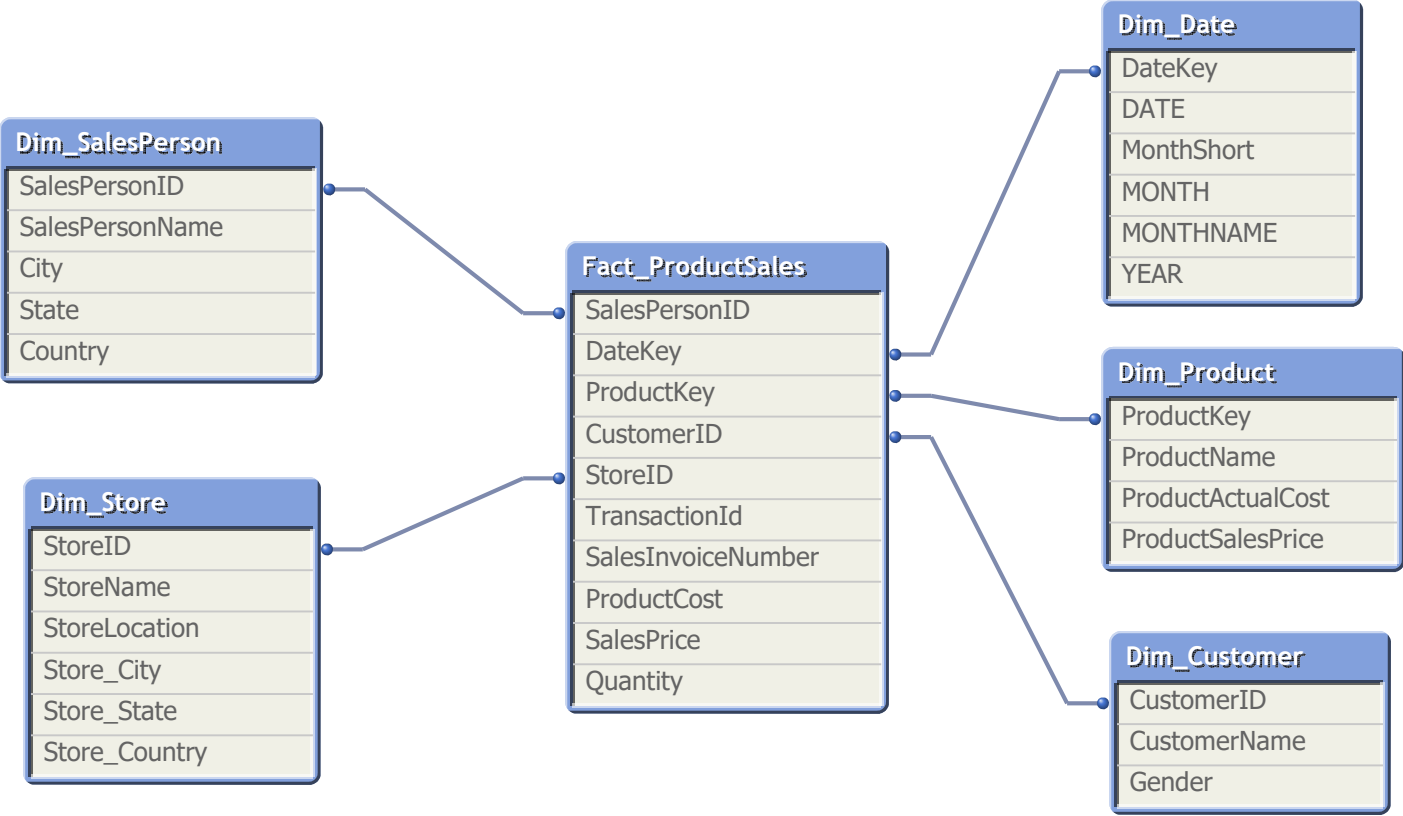 Dim_SalesPerson
SalesPersonID
SalesPersonName
City
State
Country
Dim_Store
StoreID
StoreName
StoreLocation
Store_City
Store_State
Store_Country
Fact_ProductSales
SalesPersonID
DateKey
ProductKey
CustomerID
StoreID
TransactionId
SalesInvoiceNumber
ProductCost
SalesPrice
Quantity
Dim_Date
DateKey
DATE
MonthShort
MONTH
MONTHNAME
YEAR
Dim_Product
ProductKey
ProductName
ProductActualCost
ProductSalesPrice
Dim_Customer
CustomerID
CustomerName
Gender